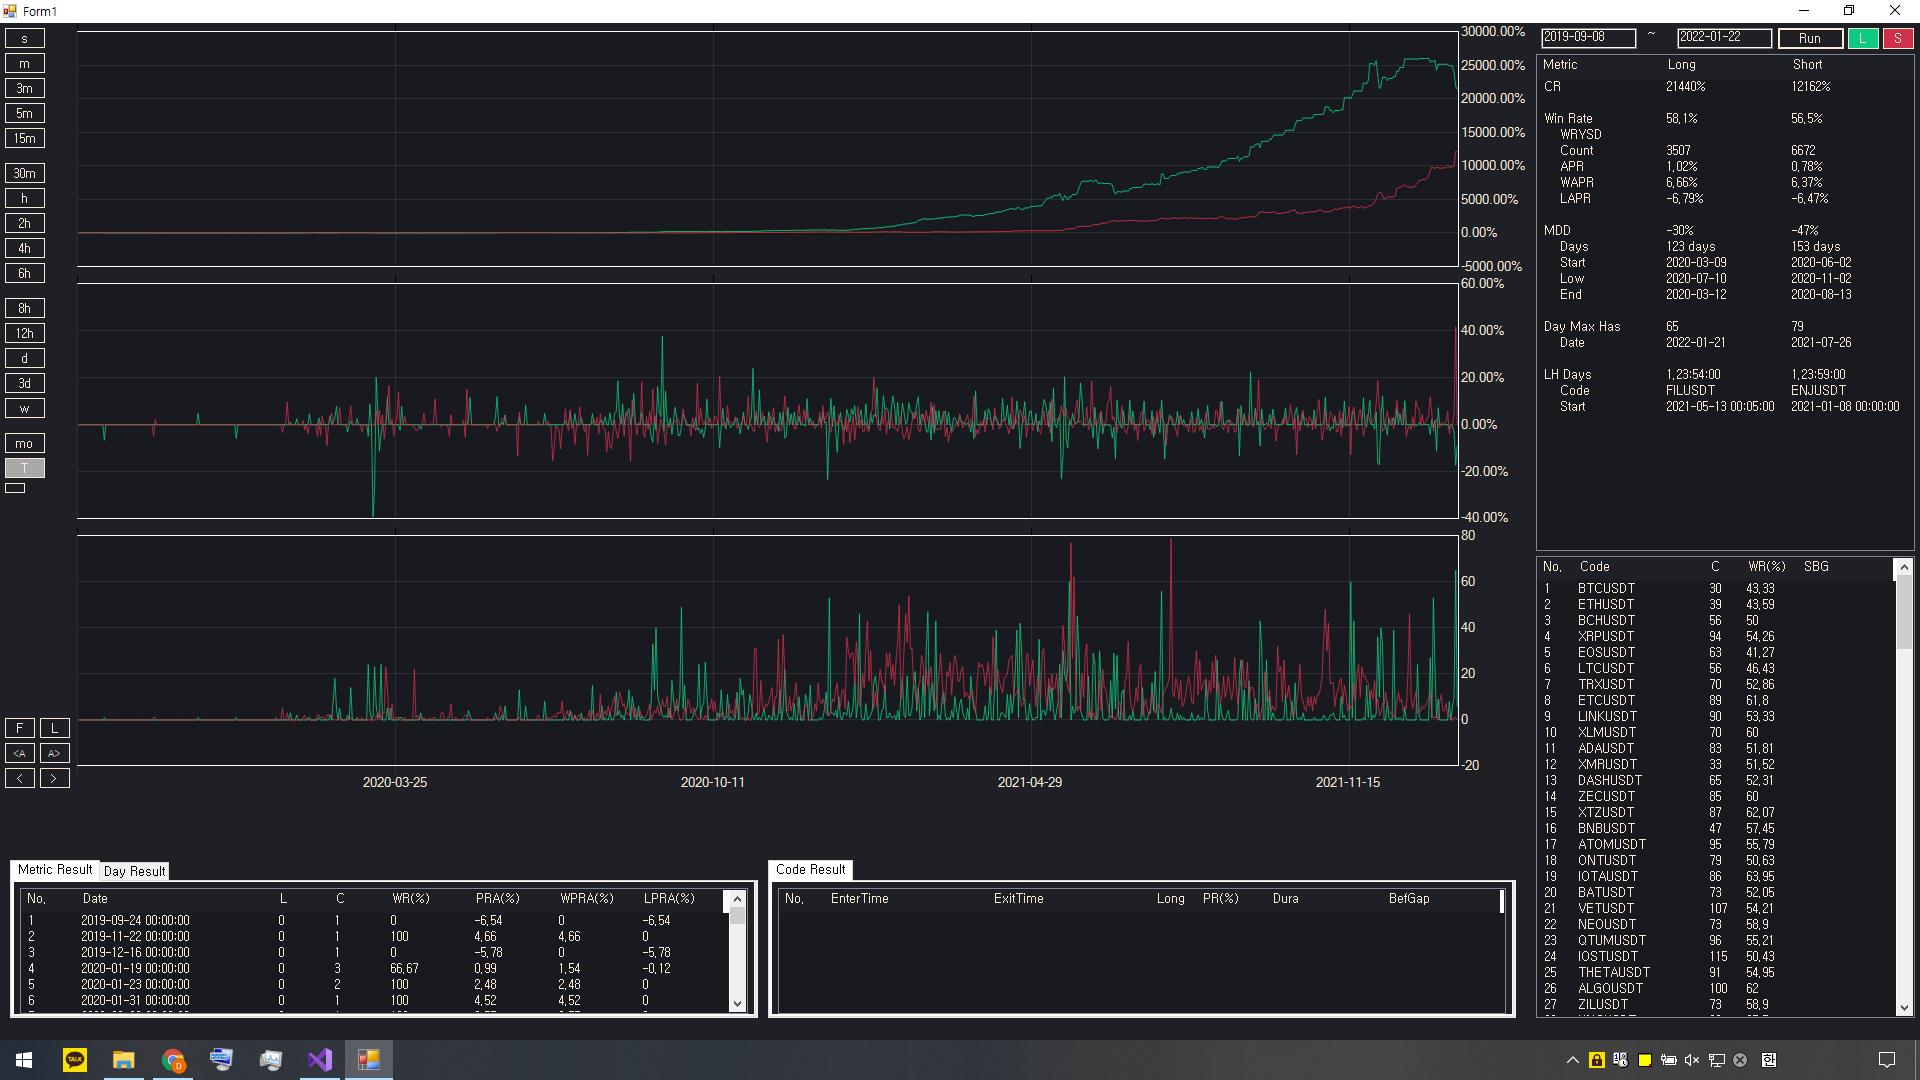 Form1
s
m
3m
5m
15m
30m
h
2h
4h
6h
8h
12h
d
3d
w
mo
T
F L
<A A>
< >
30000.00%
25000.00%
20000.00%
15000.00%
10000.00%
5000.00%
0.00%
-5000.00%
60.00%
40.00%
20.00%
0.00%
-20.00%
-40.00%
80
60
40
20
0
-20
2020-03-25 2020-10-11 2021-04-29 2021-11-15
2019-09-08 ~ 2022-01-22 Run L S
Metric Long Short
CR 21440% 12162%
Win Rate 58,1% 56,5%
WRYSD
Count 3507 6672
APR 1,02% 0,78%
WAPR 6,66% 6,37%
LAPR -6,79% -6,47%
MDD -30% -47%
Days 123 days 153 days
Start 2020-03-09 2020-06-02
Low 2020-07-10 2020-11-02
End 2020-03-12 2020-08-13
Day Max Has 65 79
Date 2022-01-21 2021-07-26
LH Days 1,23:54:00 1,23:59:00
Code FILUSDT ENJUSDT
Start 2021-05-13 00:05:00 2021-01-08 00:00:00
No, Code C WR(%) SBG
1 BTCUSDT 30 43,33
2 ETHUSDT 39 43,59
3 BCHUSDT 56 50
4 XRPUSDT 94 54,26
5 EOSUSDT 63 41,27
6 LTCUSDT 56 46,43
7 TRXUSDT 70 52,86
8 ETCUSDT 89 61,8
9 LINKUSDT 90 53,33
10 XLMUSDT 70 60
11 ADAUSDT 83 51,81
12 XMRUSDT 33 51,52
13 DASHUSDT 65 52,31
14 ZECUSDT 85 60
15 XTZUSDT 87 62,07
16 BNBUSDT 47 57,45
17 ATOMUSDT 95 55,79
18 ONTUSDT 79 50,63
19 IOTAUSDT 86 63,95
20 BATUSDT 73 52,05
21 VETUSDT 107 54,21
22 NEOUSDT 73 58,9
23 QTUMUSDT 96 55,21
24 IOSTUSDT 115 50,43
25 THETAUSDT 91 54,95
26 ALGOUSDT 100 62
27 ZILUSDT 73 58,9
Metric Result Day Result
No, Date L C WR(%) PRA(%) WPRA(%) LPRA(%)
1 2019-09-24 00:00:00 0 1 0 -6,54 0 -6,54
2 2019-11-22 00:00:00 0 1 100 4,66 4,66 0
3 2019-12-16 00:00:00 0 1 0 -5,78 0 -5,78
4 2020-01-19 00:00:00 0 3 66,67 0,99 1,54 -0,12
5 2020-01-23 00:00:00 0 2 100 2,48 2,48 0
6 2020-01-31 00:00:00 0 1 100 4,52 4,52 0
Code Result
No, EnterTime ExitTime Long PR(%) Dura BefGap
TALK